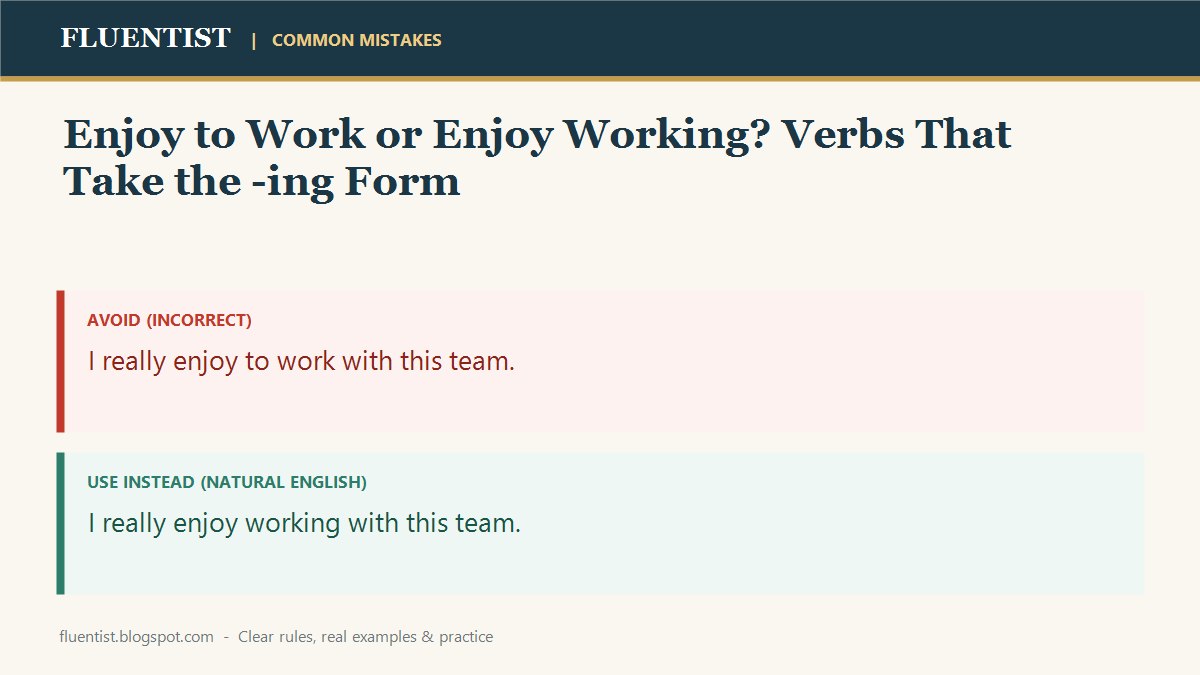 FLUENTIST | COMMON MISTAKES
Enjoy to Work or Enjoy Working? Verbs That
Take the -ing Form
AVOID (INCORRECT)
I really enjoy to work with this team.
USE INSTEAD (NATURAL ENGLISH)
I really enjoy working with this team.
fluentist.blogspot.com - Clear rules, real examples & practice